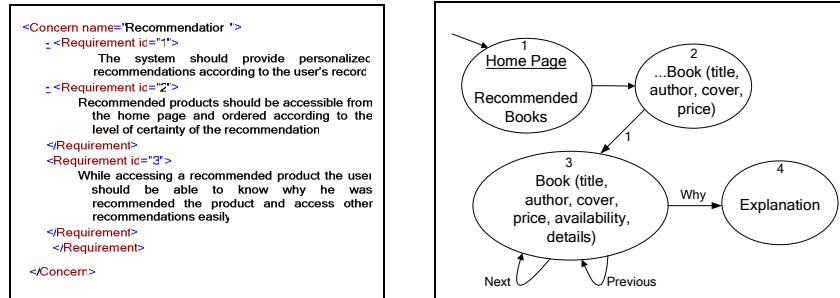 <Concern name="Recommendation ">
- <Requirement id="1">
The system should provide personalized
recommendations according to the user's record
- <Requirement id="2">
Recommended products should be accessible from
the home page and ordered according to the
level of certainty of the recommendation
</Requirement>
<Requirement id="3">
While accessing a recommended product the user
should be able to know why he was
recommended the product and access other
recommendations easily
</Requirement>
</Requirement>
</Concern>
1
Home Page
Recommended
Books
2
...Book (title,
author, cover,
price)
1
3
Book (title,
author, cover,
price, availability,
details)
Why
4
Explanation
Next
Previous